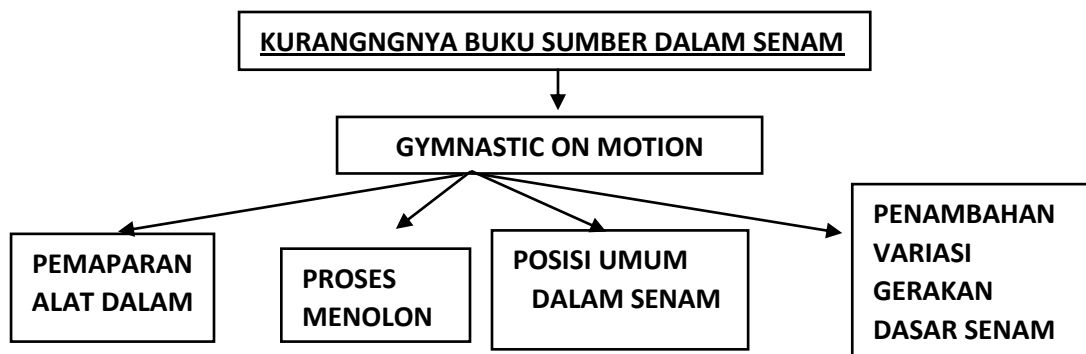 KURANGNGNYA BUKU SUMBER DALAM SENAM
GYMNASTIC ON MOTION
PEMAPARAN
ALAT DALAM
PROSES
MENOLON
POSISI UMUM
DALAM SENAM
PENAMBAHAN
VARIASI
GERAKAN
DASAR SENAM